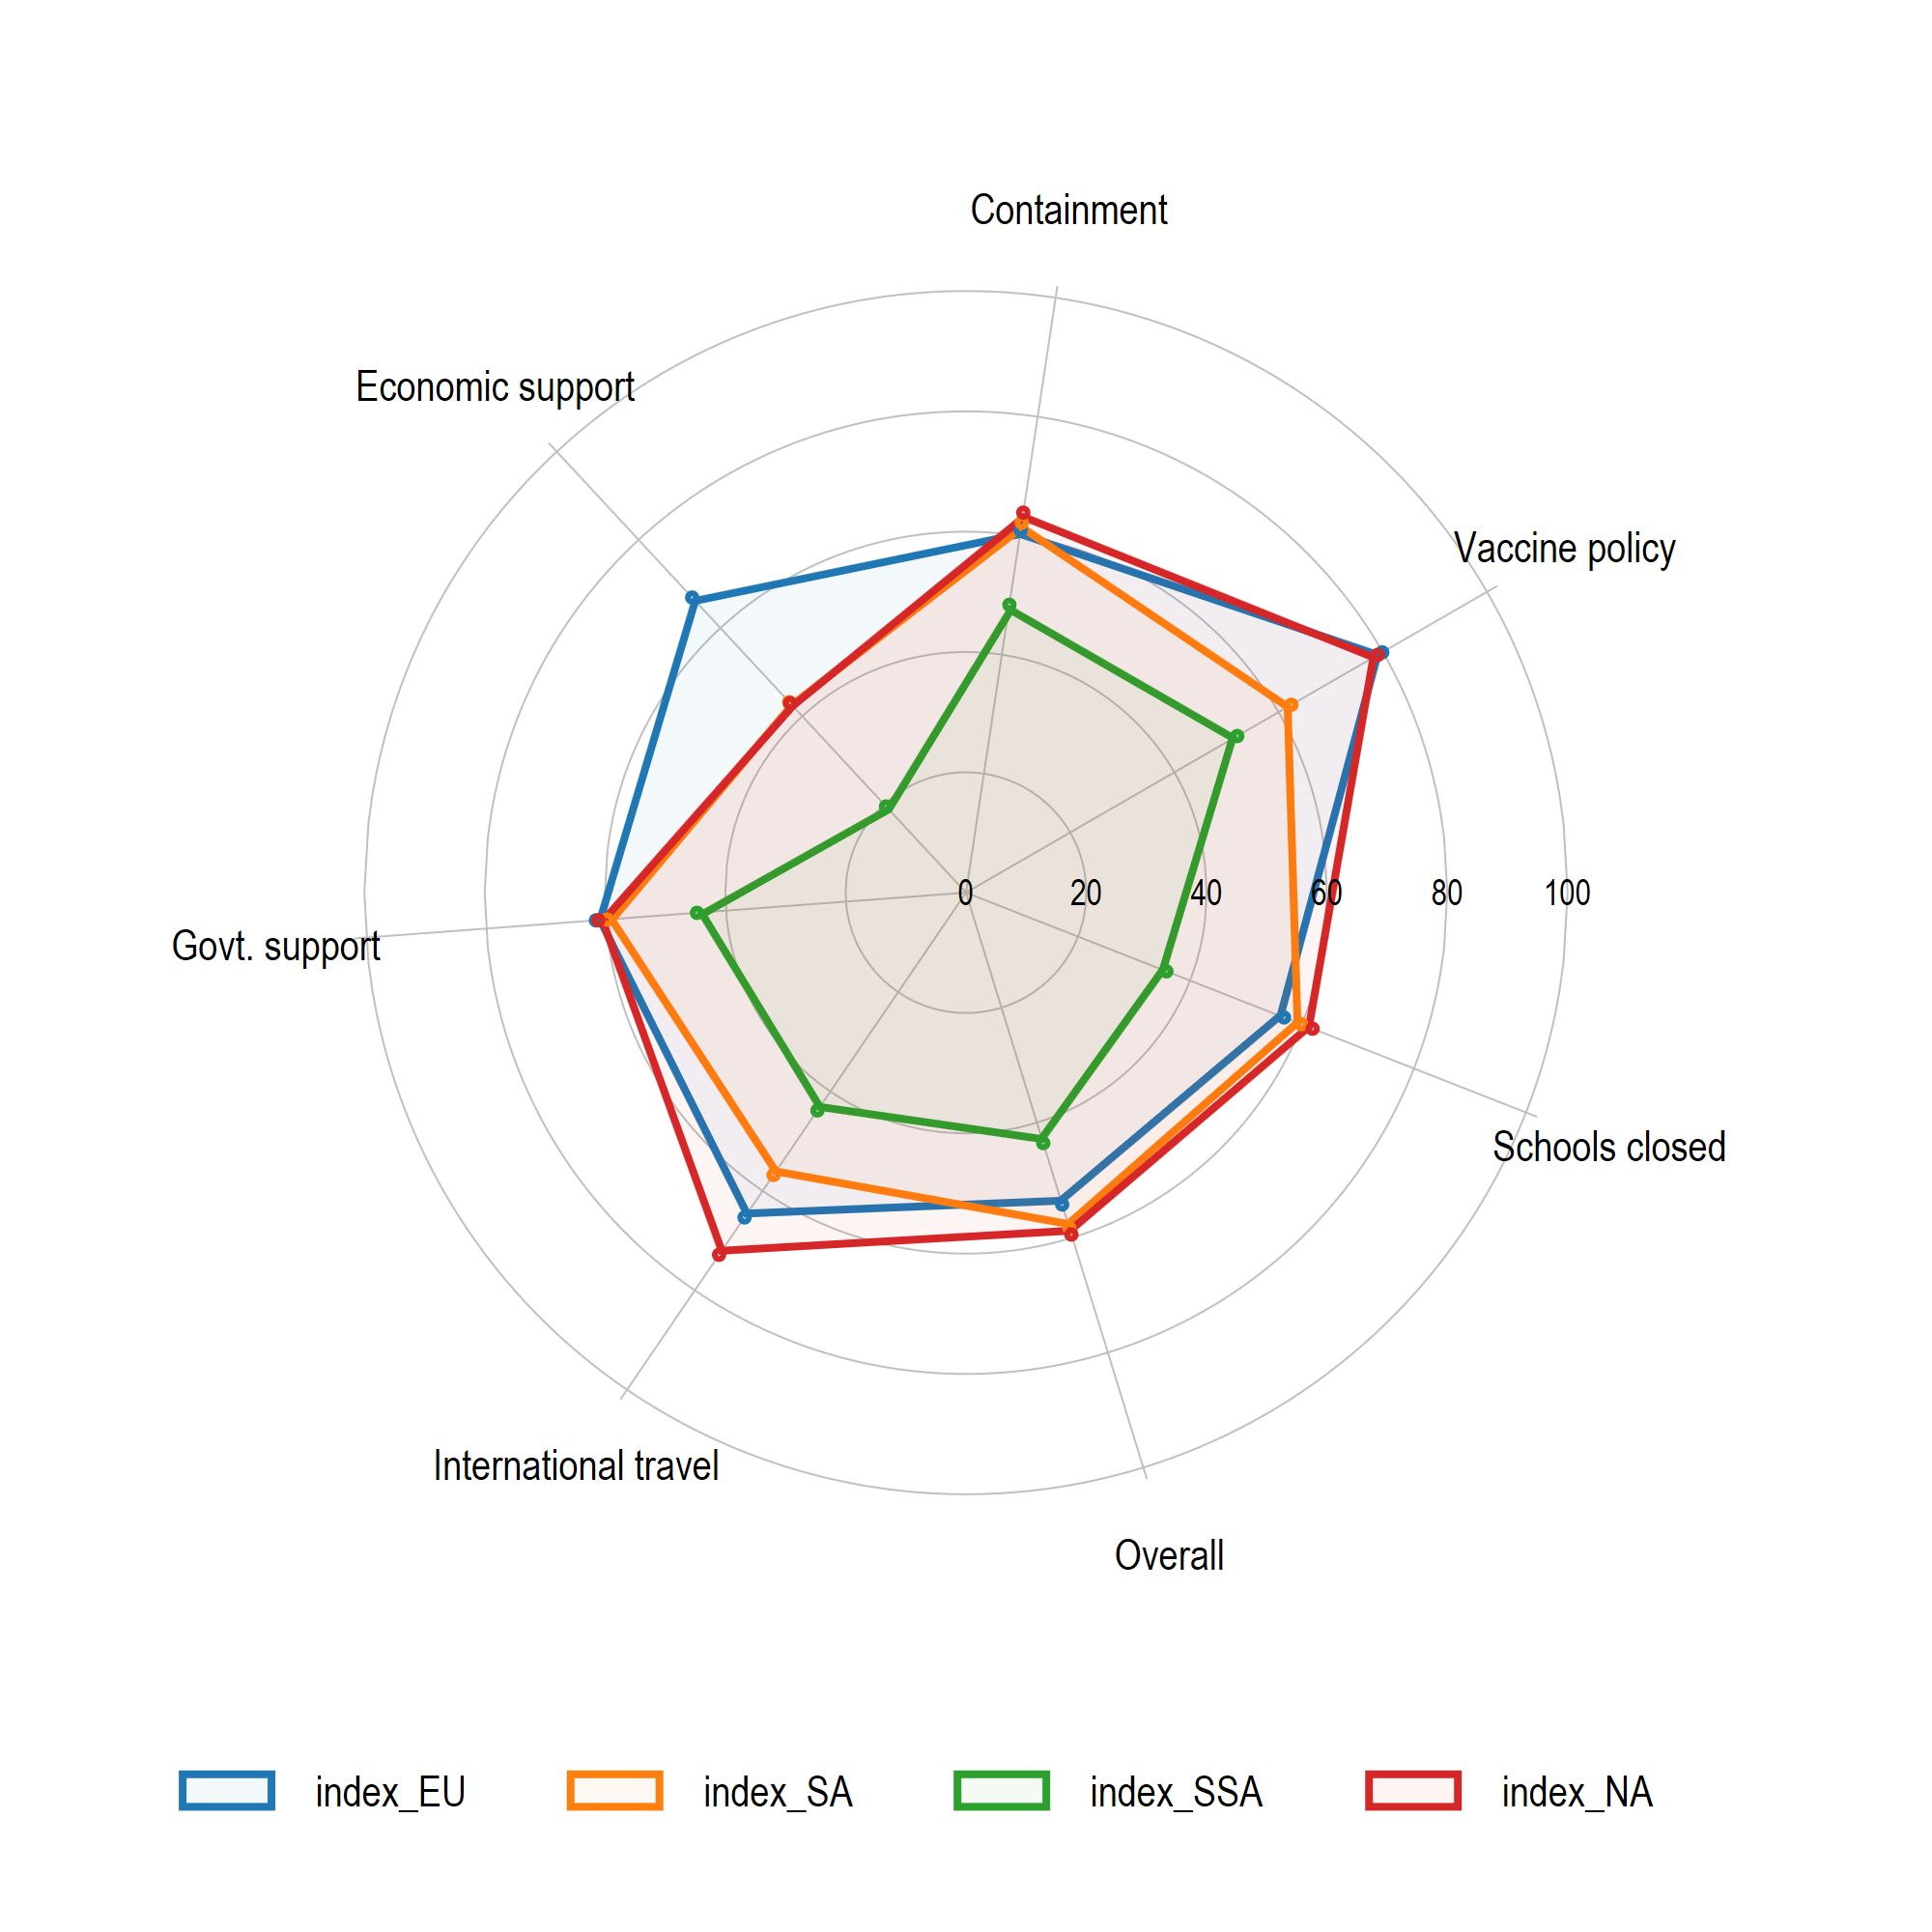 Containment
Economic support
Vaccine policy
0 20 40 60 80 100
Govt. support
Schools closed
International travel
Overall
index_EU index_SA index_SSA index_NA